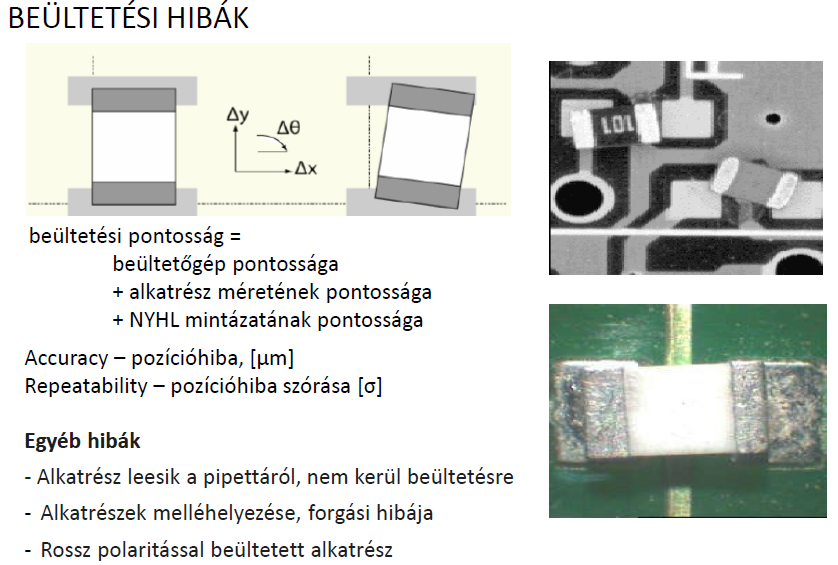 BEÜLTETÉSI HIBÁK
Δy
Δθ
Δx
101
beültetési pontosság =
beültetőgép pontossága
+ alkatrész méretének pontossága
+ NYHL mintázatának pontossága
Accuracy – pozícióhiba, [µm]
Repeatability – pozícióhiba szórása [σ]
Egyéb hibák
- Alkatrész leesik a pipettáról, nem kerül beültetésre
- Alkatrészek melléhelyezése, forgási hibája
- Rossz polaritással beültetett alkatrész